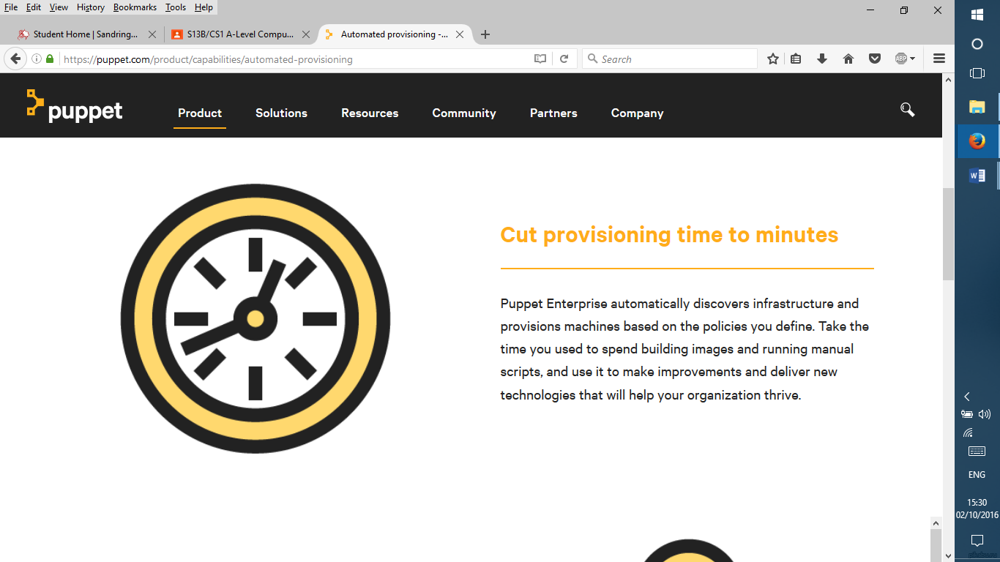 File Edit View History Bookmarks Tools Help
Student Home | Sandring...
S13B/CS1 A-Level Compu...
Automated provisioning -...
https://puppet.com/product/capabilities/automated-provisioning
Search
ABP
puppet
Product Solutions Resources Community Partners Company
Cut provisioning time to minutes
Puppet Enterprise automatically discovers infrastructure and
provisions machines based on the policies you define. Take the
time you used to spend building images and running manual
scripts, and use it to make improvements and deliver new
technologies that will help your organization thrive.
W
ENG
15:30
02/10/2016